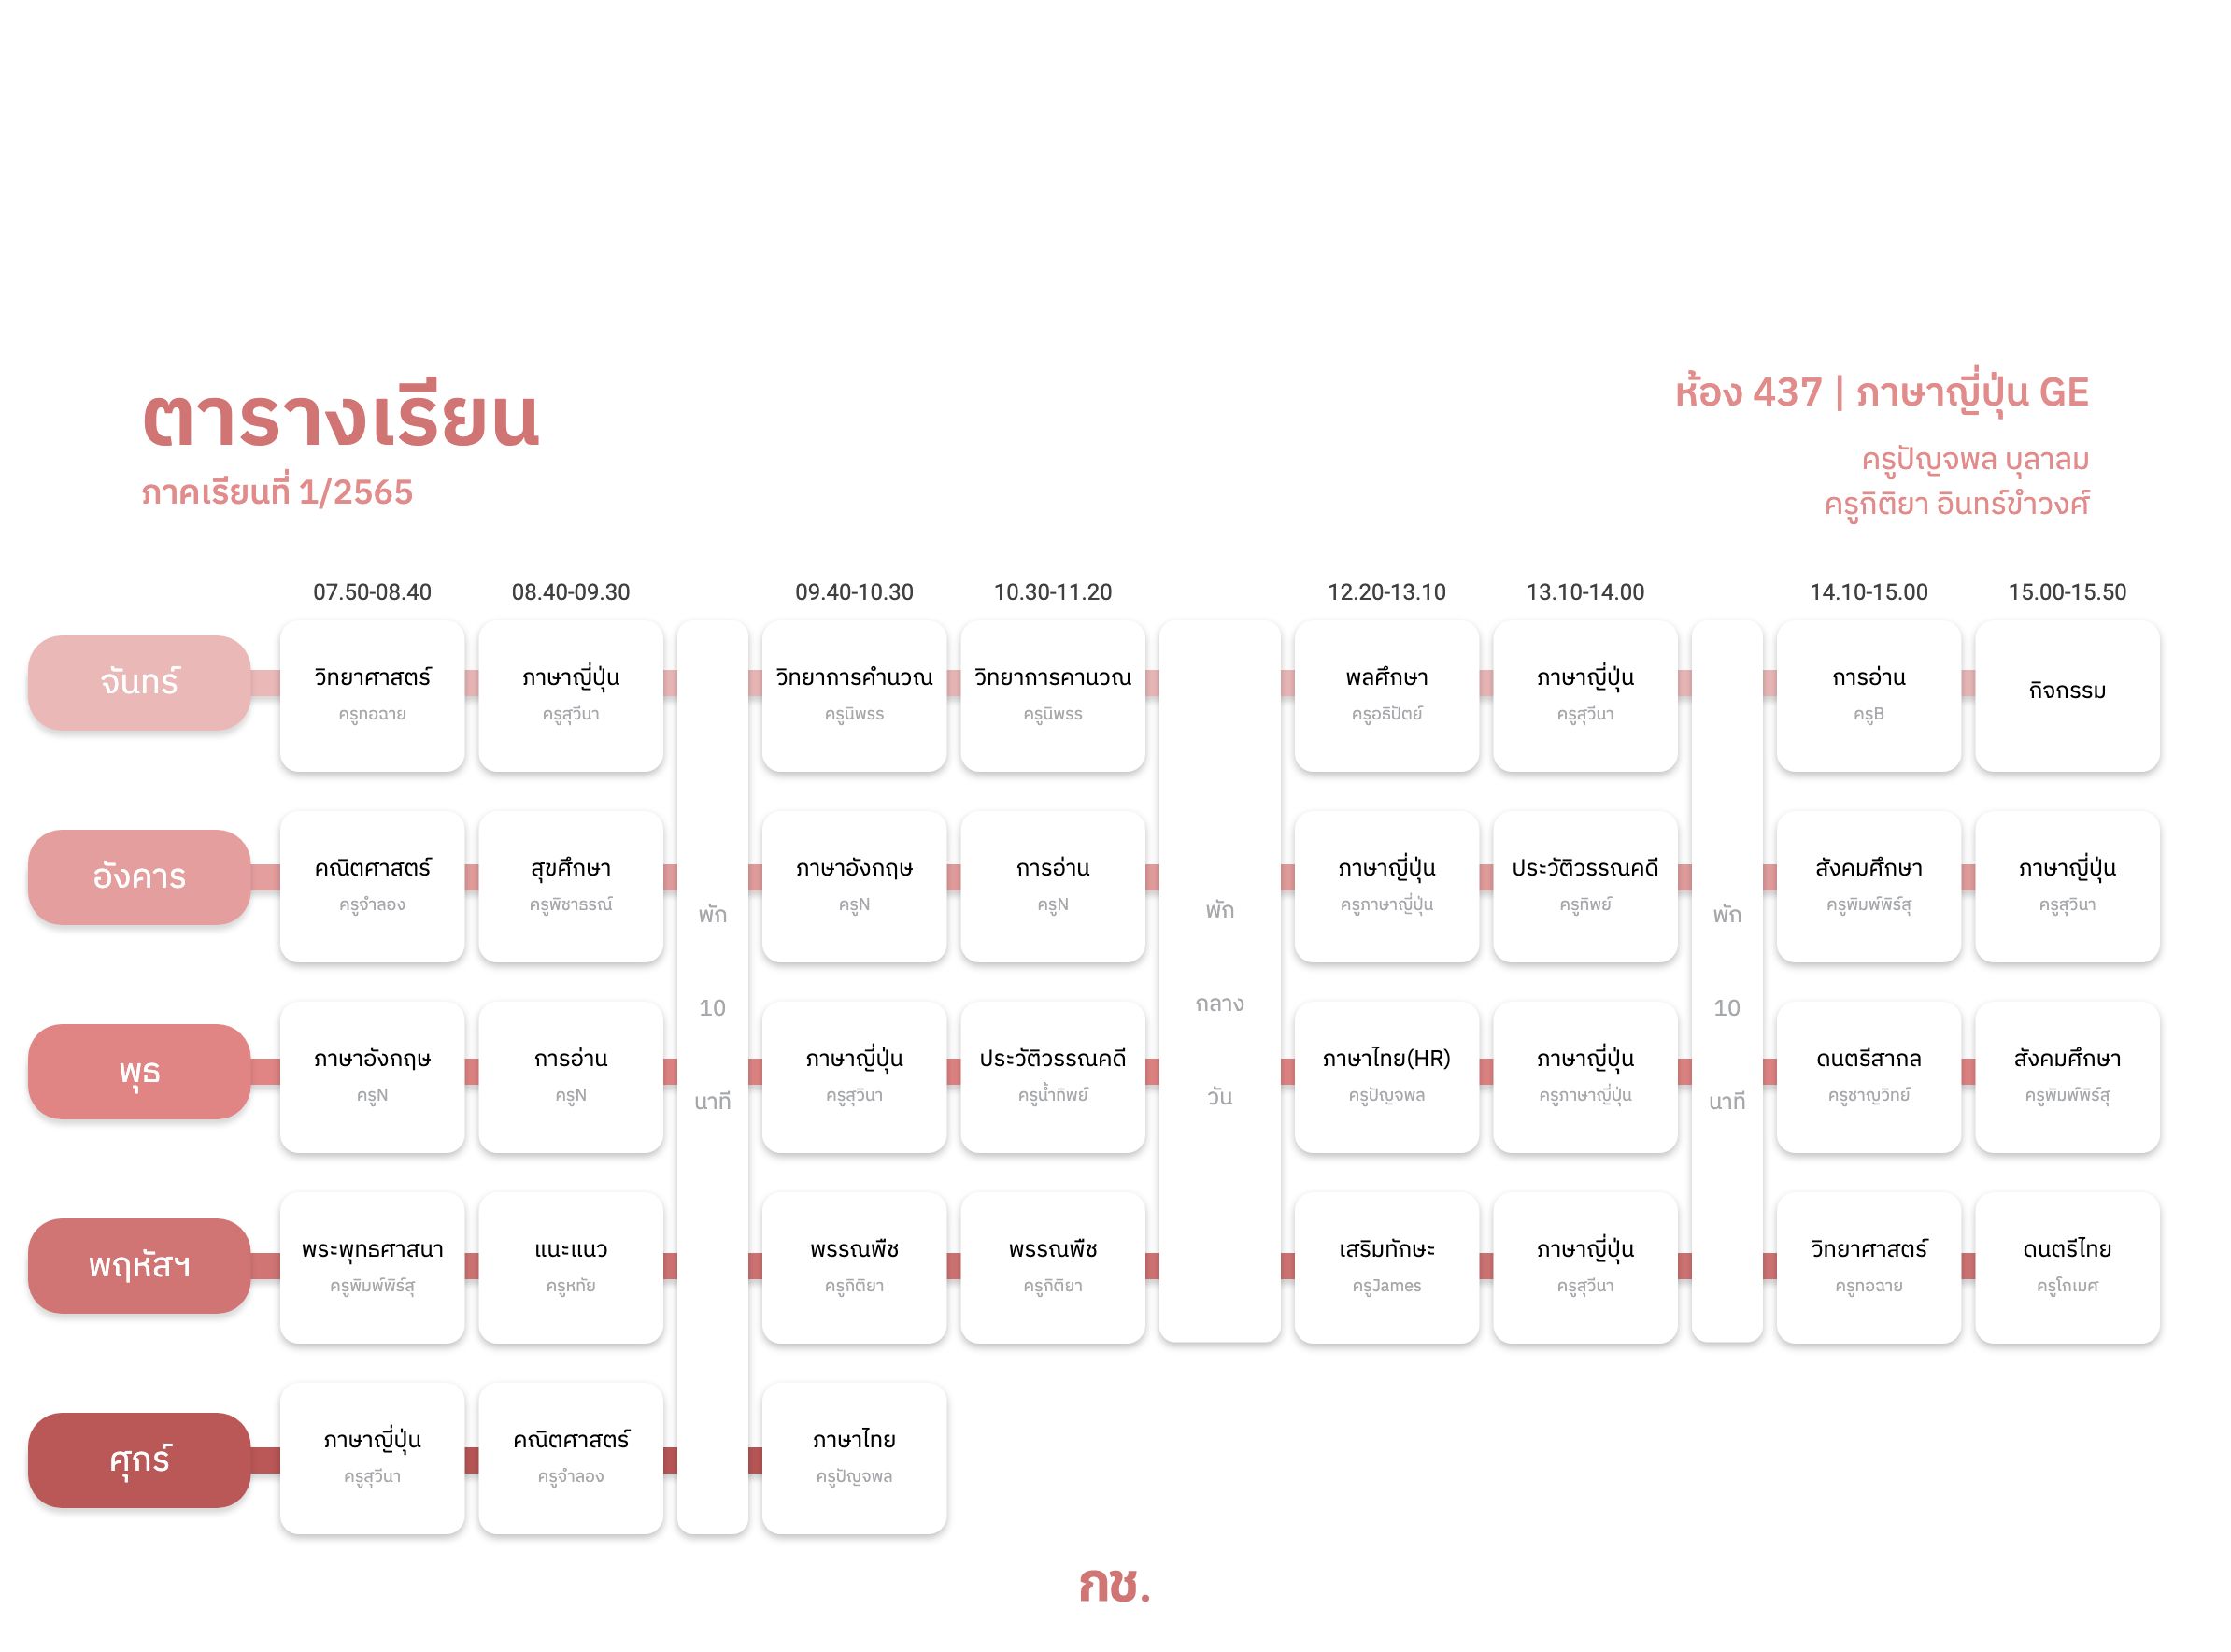 ตารางเรียน
ภาคเรียนที่ 1/2565
ห้อง 437 | ภาษาญี่ปุ่น GE
ครูปัญจพล บุลาลม
ครูกิติยา อินทร์ขำวงศ์
07.50-08.40 08.40-09.30 09.40-10.30 10.30-11.20 12.20-13.10 13.10-14.00 14.10-15.00 15.00-15.50
จันทร์
วิทยาศาสตร์ ภาษาญี่ปุ่น วิทยาการคำนวณ วิทยาการคานวณ พลศึกษา ภาษาญี่ปุ่น การอ่าน กิจกรรม
ครูทอฉาย ครูสุวีนา ครูนิพรร ครูนิพรร ครูอธิปัตย์ ครูสุวีนา ครูB
อังคาร
คณิตศาสตร์ สุขศึกษา ภาษาอังกฤษ การอ่าน ภาษาญี่ปุ่น ประวัติวรรณคดี สังคมศึกษา ภาษาญี่ปุ่น
ครูจำลอง ครูพิชาธรณ์ ครูN ครูN ครูภาษาญี่ปุ่น ครูทิพย์ ครูพิมพ์พิร์สุ ครูสุวินา
พัก
10
นาที
พัก
กลาง
วัน
พัก
10
นาที
พุธ
ภาษาอังกฤษ การอ่าน ภาษาญี่ปุ่น ประวัติวรรณคดี ภาษาไทย(HR) ภาษาญี่ปุ่น ดนตรีสากล สังคมศึกษา
ครูN ครูN ครูสุวินา ครูน้ำทิพย์ ครูปัญจพล ครูภาษาญี่ปุ่น ครูชาญวิทย์ ครูพิมพ์พิร์สุ
พฤหัสฯ
พระพุทธศาสนา แนะแนว พรรณพืช พรรณพืช เสริมทักษะ ภาษาญี่ปุ่น วิทยาศาสตร์ ดนตรีไทย
ครูพิมพ์พิร์สุ ครูหทัย ครูกิติยา ครูกิติยา ครูJames ครูสุวีนา ครูทอฉาย ครูโกเมศ
ศุกร์
ภาษาญี่ปุ่น คณิตศาสตร์ ภาษาไทย
ครูสุวีนา ครูจำลอง ครูปัญจพล
กช.